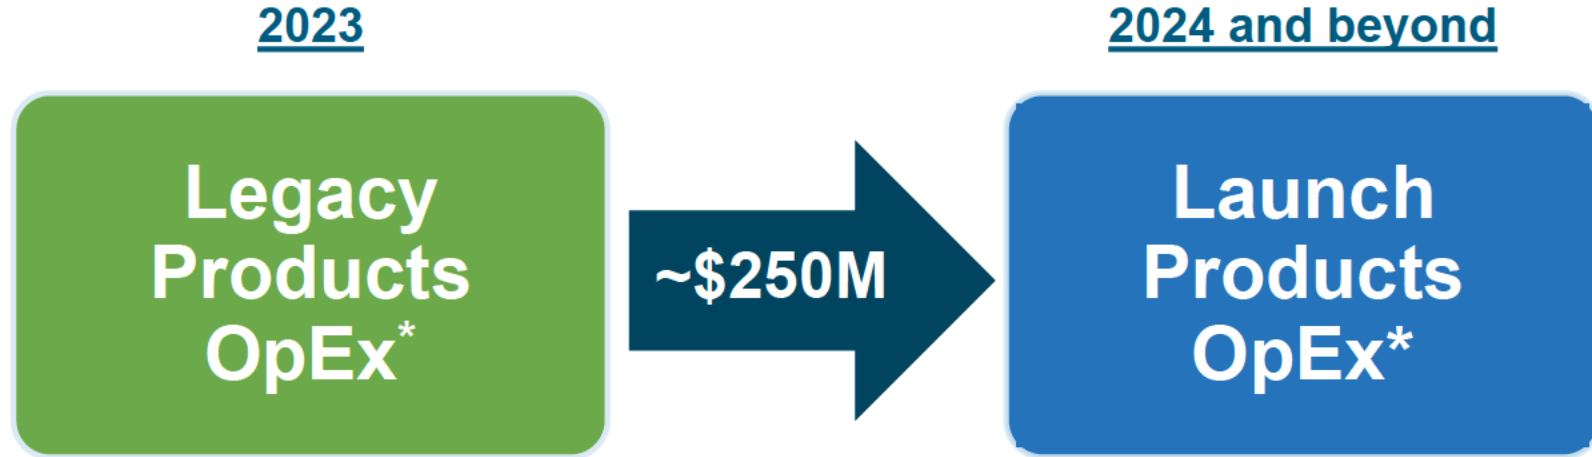 2023
2024 and beyond
Legacy
Products
OpEx*
~$250M
Launch
Products
OpEx*